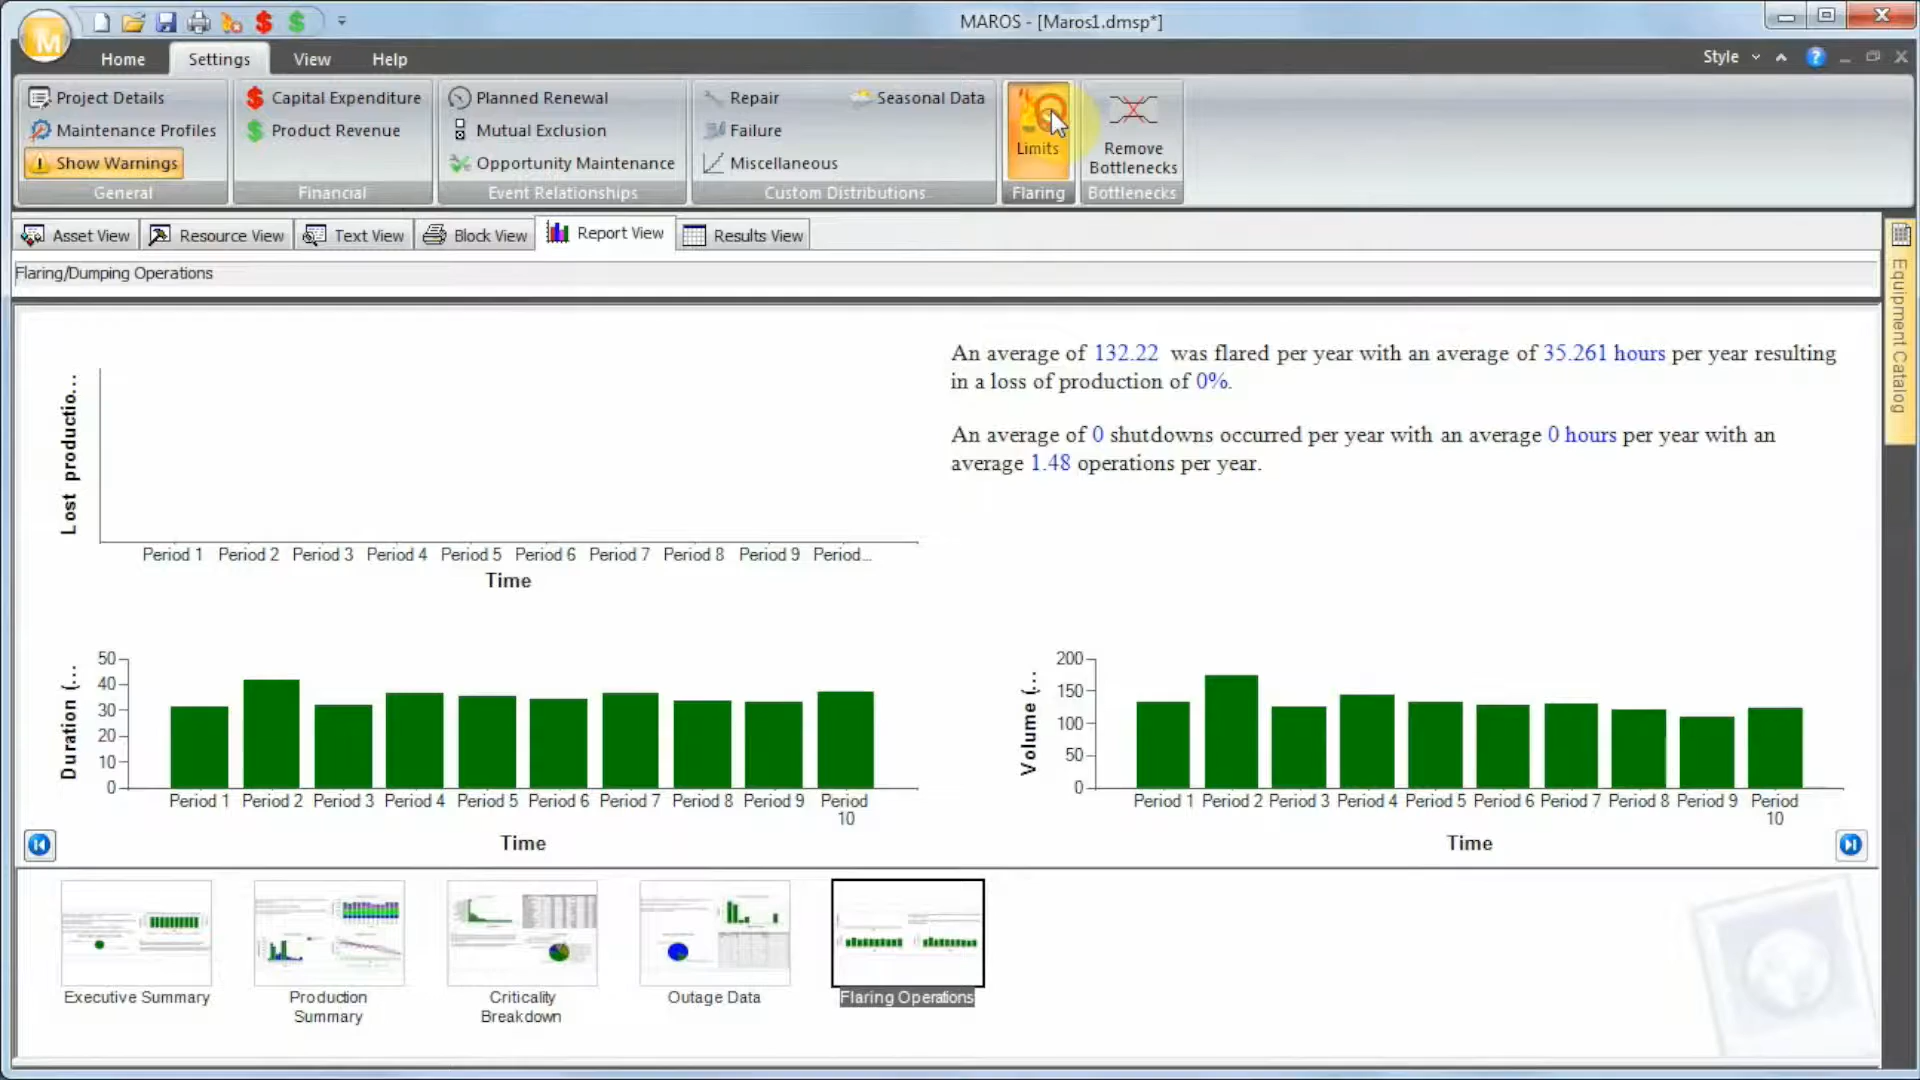 MAROS - [Maros1.dmsp*]
Home Settings View Help Style
Project Details
Maintenance Profiles
Show Warnings
General
Capital Expenditure
Product Revenue
Financial
Planned Renewal
Mutual Exclusion
Opportunity Maintenance
Event Relationships
Repair Seasonal Data
Failure
Miscellaneous
Custom Distributions
Limits
Flaring
Remove
Bottlenecks
Bottlenecks
Asset View Resource View Text View Block View Report View Results View
Equipment Catalog
Flaring/Dumping Operations
An average of 132.22 was flared per year with an average of 35.261 hours per year resulting
in a loss of production of 0%.
An average of 0 shutdowns occurred per year with an average 0 hours per year with an
average 1.48 operations per year.
Lost productio...
Period 1 Period 2 Period 3 Period 4 Period 5 Period 6 Period 7 Period 8 Period 9 Period...
Time
Duration (...
50
40
30
20
10
0
Period 1 Period 2 Period 3 Period 4 Period 5 Period 6 Period 7 Period 8 Period 9 Period
10
Time
Volume (...
200
150
100
50
0
Period 1 Period 2 Period 3 Period 4 Period 5 Period 6 Period 7 Period 8 Period 9 Period
10
Time
Executive Summary
Production
Summary
Criticality
Breakdown
Outage Data
Flaring Operations